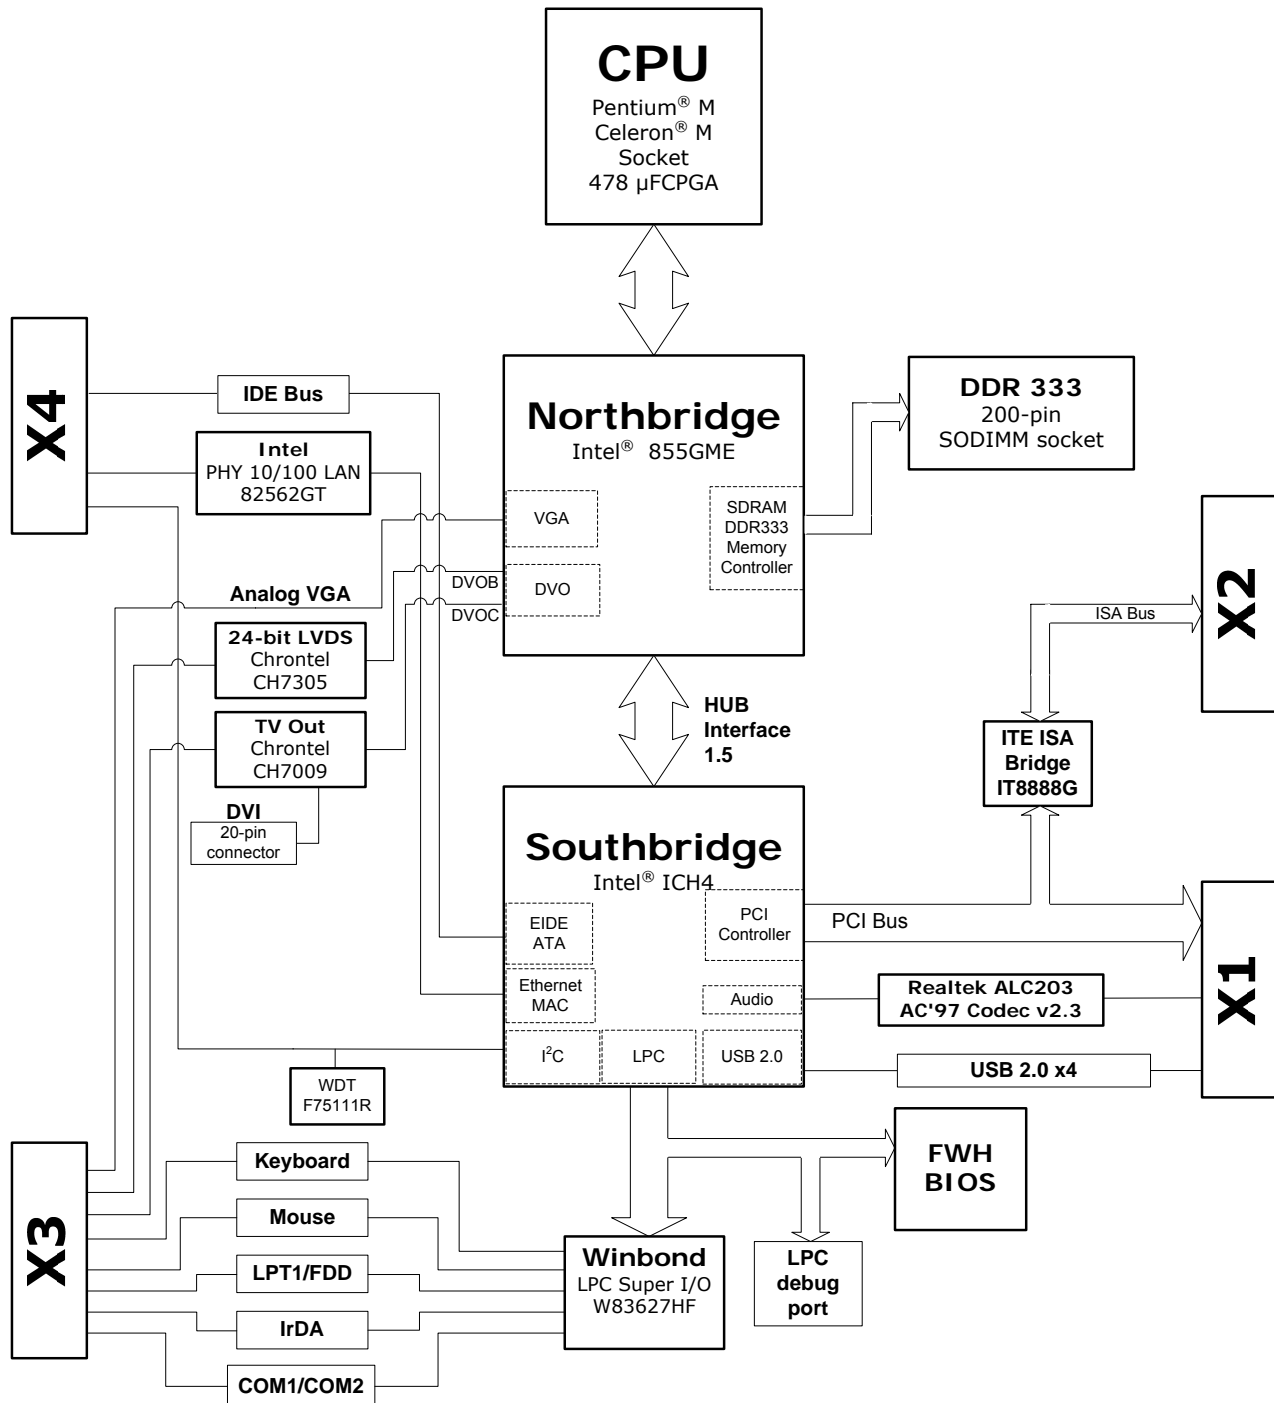 CPU
Pentium® M
Celeron® M
Socket
478 µFCPGA
X4
IDE Bus
Intel
PHY 10/100 LAN
82562GT
Northbridge
Intel® 855GME
VGA
DVO
SDRAM
DDR333
Memory
Controller
DDR 333
200-pin
SODIMM socket
DVOB
DVOC
Analog VGA
24-bit LVDS
Chrontel
CH7305
TV Out
Chrontel
CH7009
DVI
20-pin
connector
HUB
Interface
1.5
X2
ISA Bus
ITE ISA
Bridge
IT8888G
Southbridge
Intel® ICH4
EIDE
ATA
Ethernet
MAC
I²C
LPC
PCI
Controller
Audio
USB 2.0
PCI Bus
X1
Realtek ALC203
AC'97 Codec v2.3
USB 2.0 x4
WDT
F75111R
FWH
BIOS
X3
Keyboard
Mouse
LPT1/FDD
IrDA
COM1/COM2
Winbond
LPC Super I/O
W83627HF
LPC
debug
port